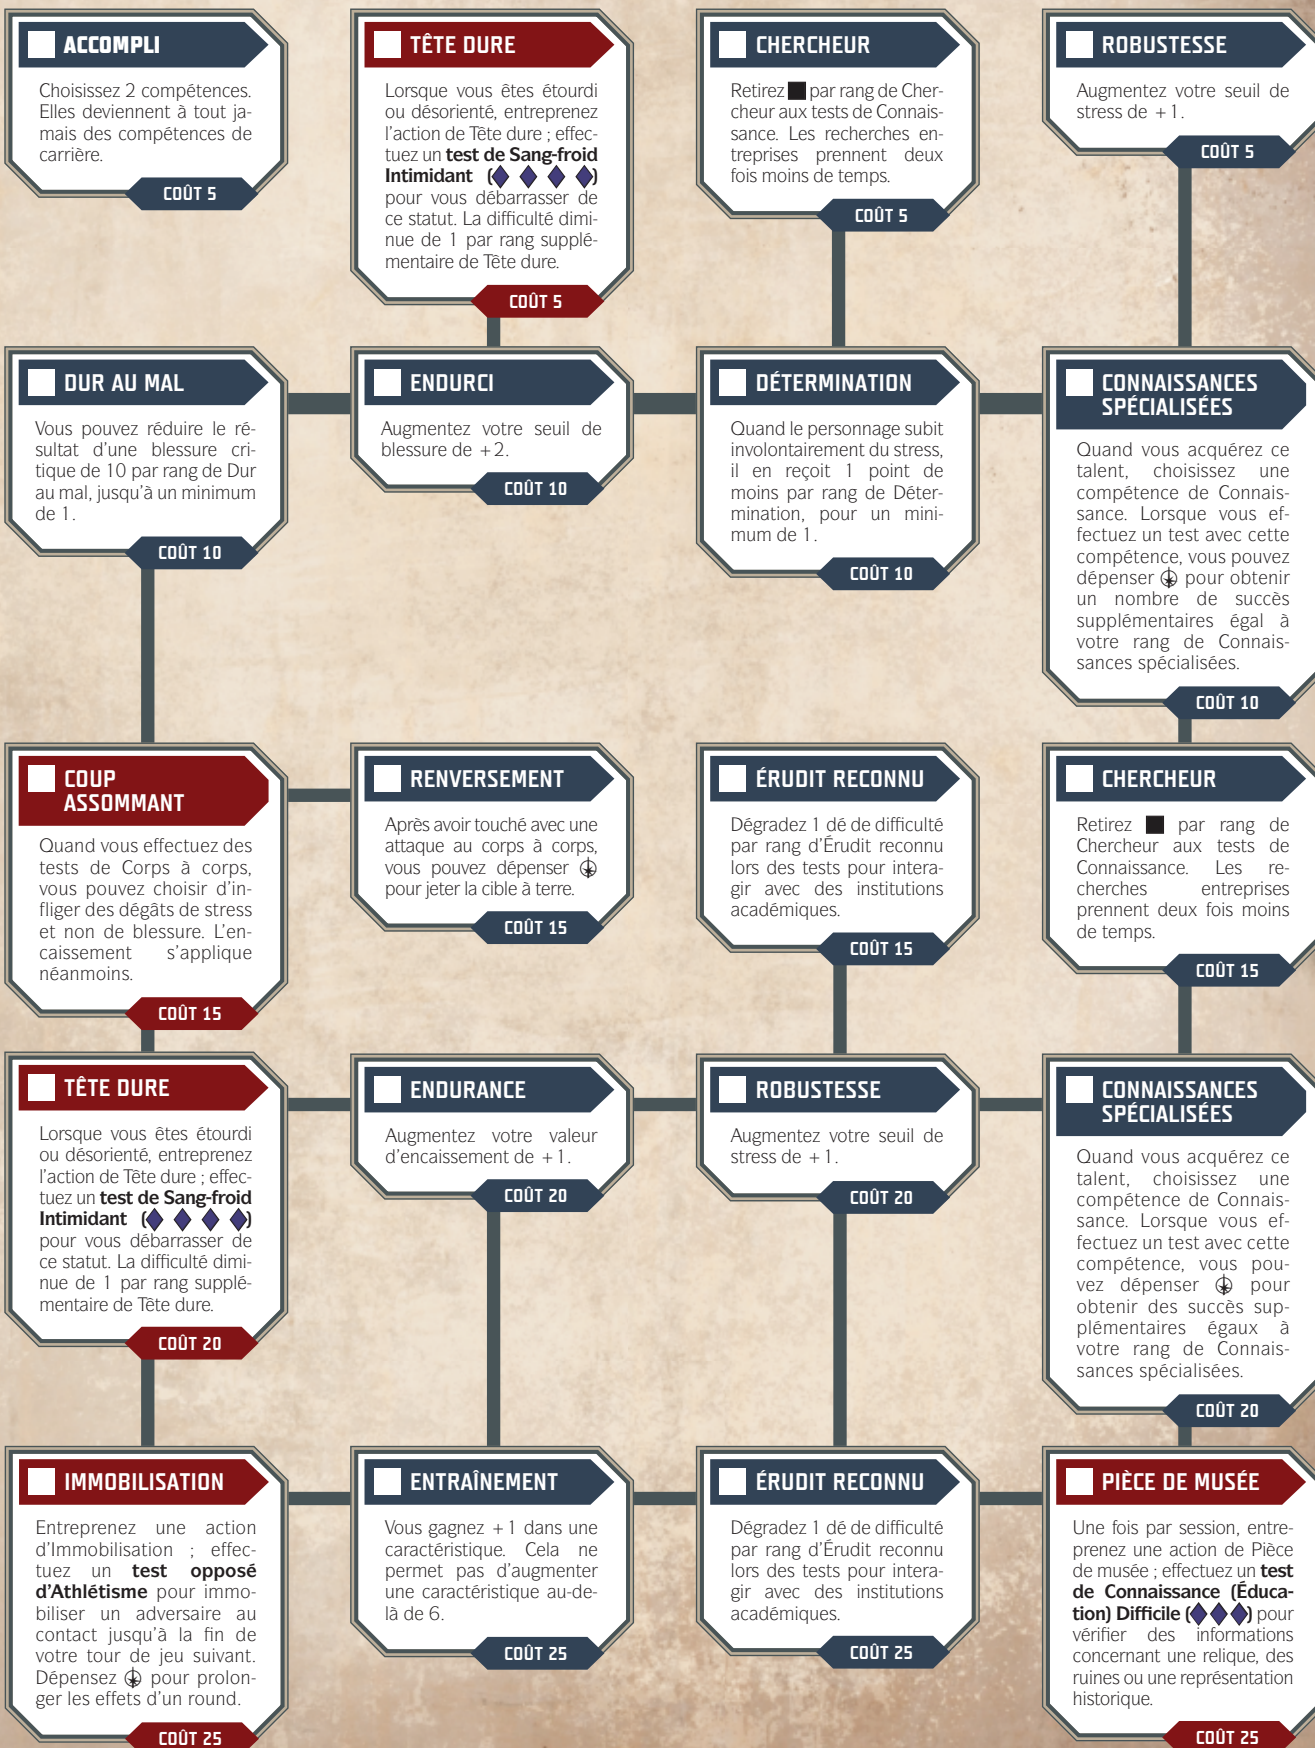 ACCOMPLI
Choisissez 2 compétences.
Elles deviennent à tout ja-
mais des compétences de
carrière.
COÛT 5
TÊTE DURE
Lorsque vous êtes étourdi
ou désorienté, entreprenez
l'action de Tête dure ; effec-
tuez un test de Sang-froid
Intimidant (◆ ◆ ◆ ◆)
pour vous débarrasser de
ce statut. La difficulté dimi-
nue de 1 par rang supplé-
mentaire de Tête dure.
COÛT 5
CHERCHEUR
Retirez ■ par rang de Cher-
cheur aux tests de Connais-
sance. Les recherches en-
treprises prennent deux
fois moins de temps.
COÛT 5
ROBUSTESSE
Augmentez votre seuil de
stress de +1.
COÛT 5
DUR AU MAL
Vous pouvez réduire le ré-
sultat d'une blessure cri-
tique de 10 par rang de Dur
au mal, jusqu'à un minimum
de 1.
COÛT 10
ENDURCI
Augmentez votre seuil de
blessure de +2.
COÛT 10
DÉTERMINATION
Quand le personnage subit
involontairement du stress,
il en reçoit 1 point de
moins par rang de Déter-
mination, pour un mini-
mum de 1.
COÛT 10
CONNAISSANCES
SPÉCIALISÉES
Quand vous acquérez ce
talent, choisissez une
compétence de Connais-
sance. Lorsque vous ef-
fectuez un test avec cette
compétence, vous pouvez
dépenser pour obtenir
un nombre de succès
supplémentaires égal à
votre rang de Connais-
sances spécialisées.
COÛT 10
COUP
ASSOMMANT
Quand vous effectuez des
tests de Corps à corps,
vous pouvez choisir d'in-
fliger des dégâts de stress
et non de blessure. L'en-
caissement s'applique
néanmoins.
COÛT 15
RENVERSEMENT
Après avoir touché avec une
attaque au corps à corps,
vous pouvez dépenser
pour jeter la cible à terre.
COÛT 15
ÉRUDIT RECONNU
Dégradez 1 dé de difficulté
par rang d'Érudit reconnu
lors des tests pour intera-
gir avec des institutions
académiques.
COÛT 15
CHERCHEUR
Retirez ■ par rang de
Chercheur aux tests de
Connaissance. Les re-
cherches entreprises
prennent deux fois moins
de temps.
COÛT 15
TÊTE DURE
Lorsque vous êtes étourdi
ou désorienté, entreprenez
l'action de Tête dure ; effec-
tuez un test de Sang-froid
Intimidant (◆ ◆ ◆ ◆)
pour vous débarrasser de
ce statut. La difficulté dimi-
nue de 1 par rang supplé-
mentaire de Tête dure.
COÛT 20
ENDURANCE
Augmentez votre valeur
d'encaissement de +1.
COÛT 20
ROBUSTESSE
Augmentez votre seuil de
stress de +1.
COÛT 20
CONNAISSANCES
SPÉCIALISÉES
Quand vous acquérez ce
talent, choisissez une
compétence de Connais-
sance. Lorsque vous ef-
fectuez un test avec cette
compétence, vous pou-
vez dépenser pour
obtenir des succès sup-
plémentaires égaux à
votre rang de Connais-
sances spécialisées.
COÛT 20
IMMOBILISATION
Entreprenez une action
d'Immobilisation ; effec-
tuez un test opposé
d'Athlétisme pour immo-
biliser un adversaire au
contact jusqu'à la fin de
votre tour de jeu suivant.
Dépensez pour prolon-
ger les effets d'un round.
COÛT 25
ENTRAÎNEMENT
Vous gagnez +1 dans une
caractéristique. Cela ne
permet pas d'augmenter
une caractéristique au-de-
là de 6.
COÛT 25
ÉRUDIT RECONNU
Dégradez 1 dé de difficulté
par rang d'Érudit reconnu
lors des tests pour intera-
gir avec des institutions
académiques.
COÛT 25
PIÈCE DE MUSÉE
Une fois par session, entre-
prenez une action de Pièce
de musée ; effectuez un test
de Connaissance (Éduca-
tion) Difficile (◆◆◆) pour
vérifier des informations
concernant une relique, des
ruines ou une représentation
historique.
COÛT 25